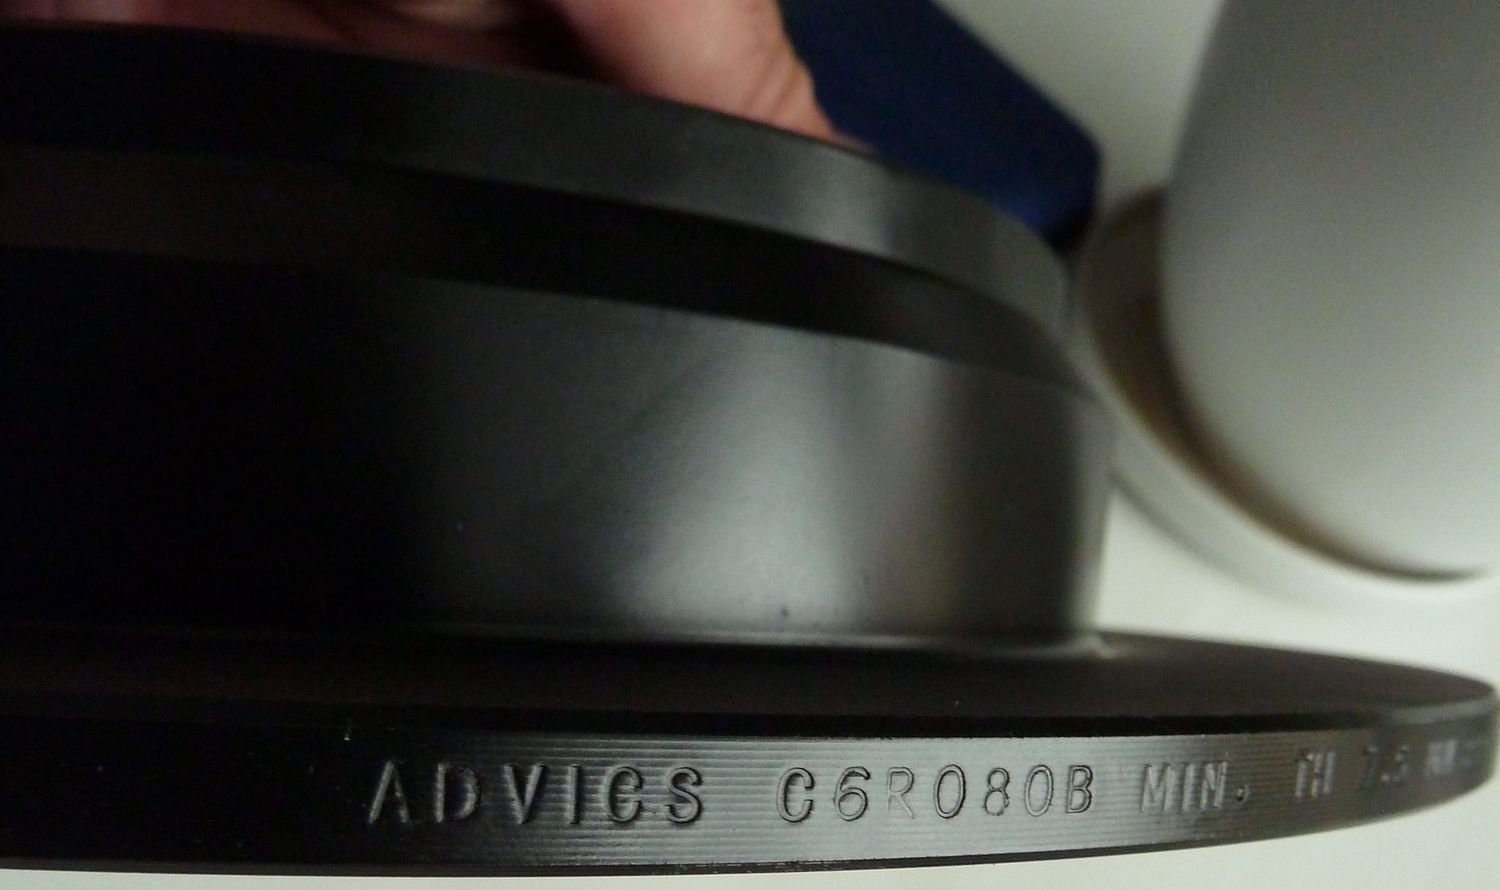 ADVICS C6R080B MIN. TH 7.5 MM